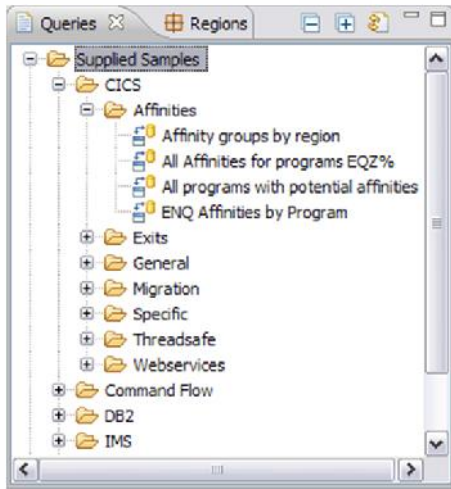 Queries Regions
Supplied Samples
CICS
Affinities
Affinity groups by region
All Affinities for programs EQZ%
All programs with potential affinities
ENQ Affinities by Program
Exits
General
Migration
Specific
Threadsafe
Webservices
Command Flow
DB2
IMS